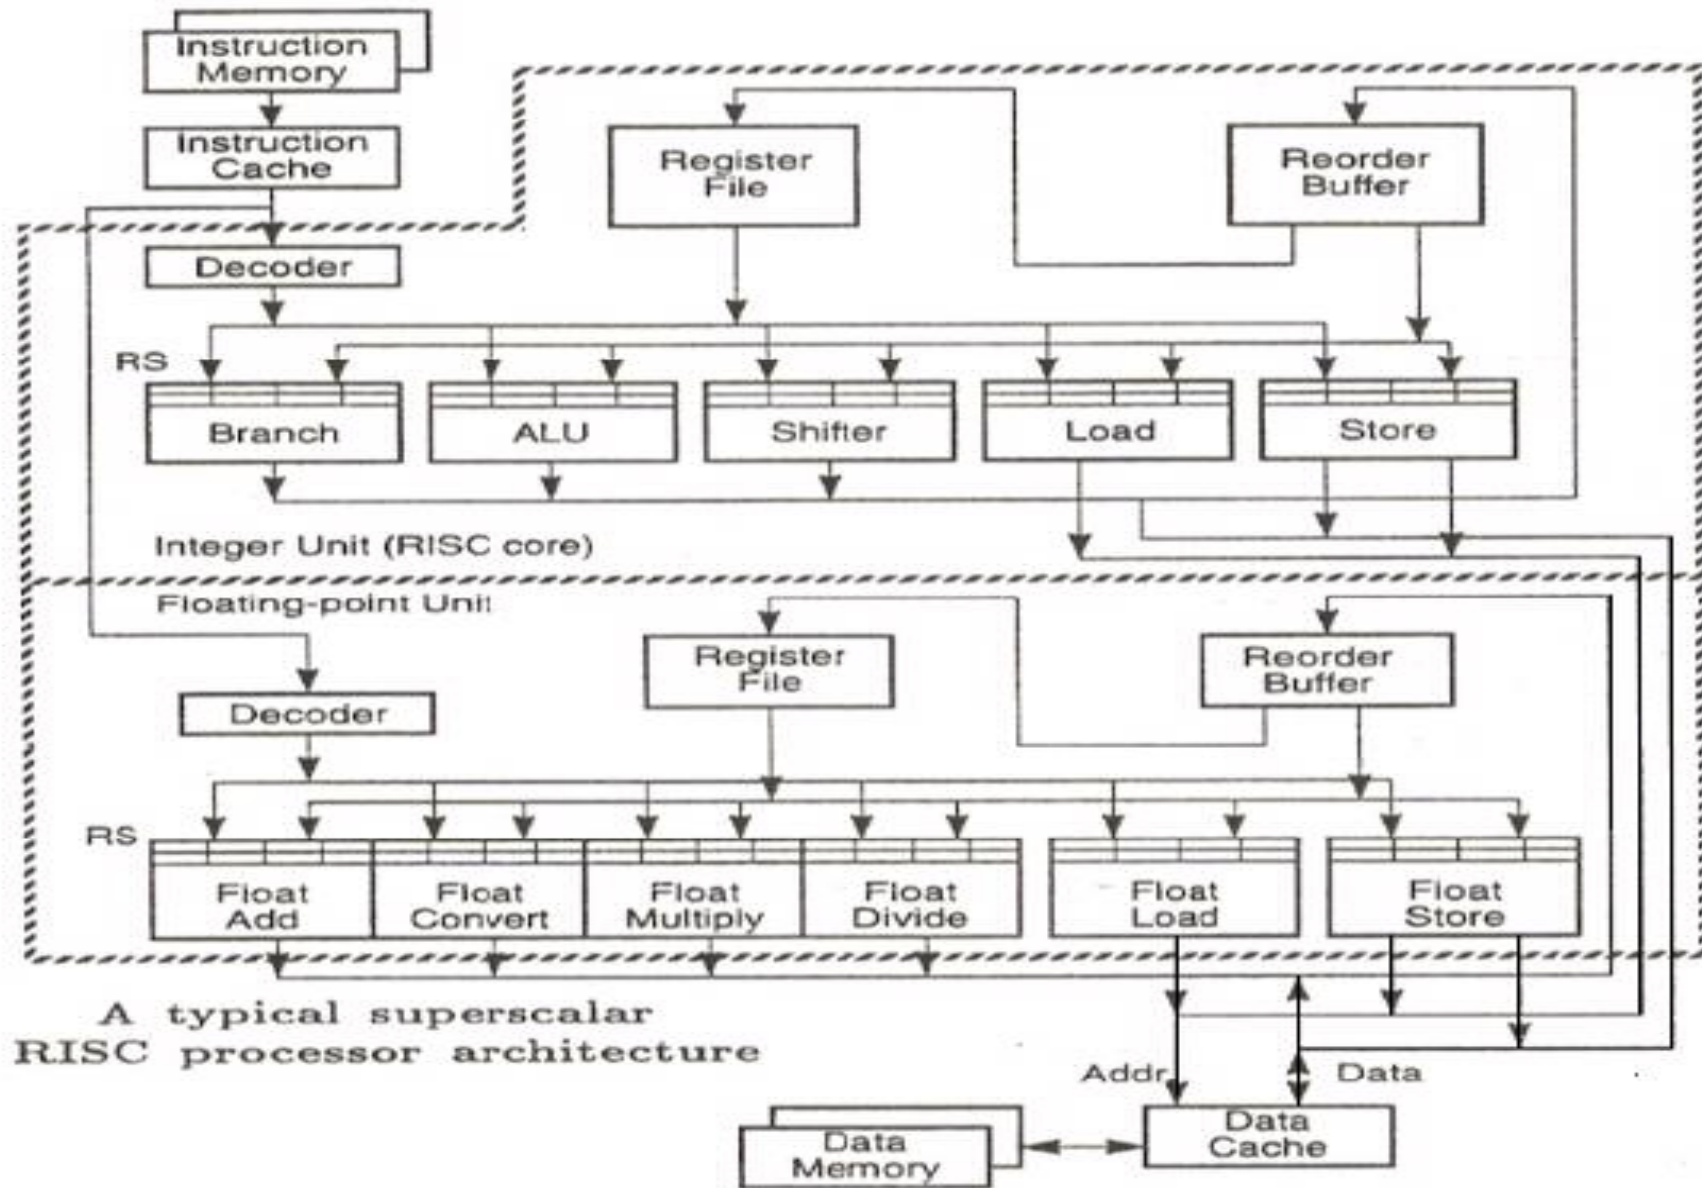 Instruction
Memory
Instruction
Cache
Register
File
Reorder
Buffer
Decoder
RS
Branch
ALU
Shifter
Load
Store
Integer Unit (RISC core)
Floating-point Unit
Register
File
Reorder
Buffer
Decoder
RS
Float
Add
Float
Convert
Float
Multiply
Float
Divide
Float
Load
Float
Store
A typical superscalar
RISC processor architecture
Addr
Data
Data
Cache
Data
Memory